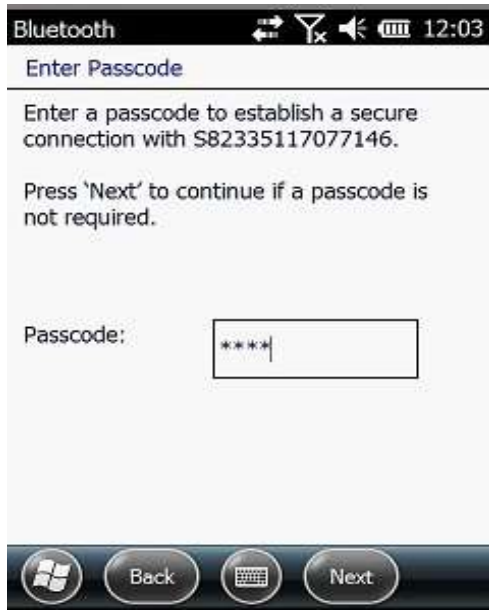 Bluetooth 12:03
Enter Passcode
Enter a passcode to establish a secure
connection with S82335117077146.
Press `Next' to continue if a passcode is
not required.
Passcode: ****
Back Next